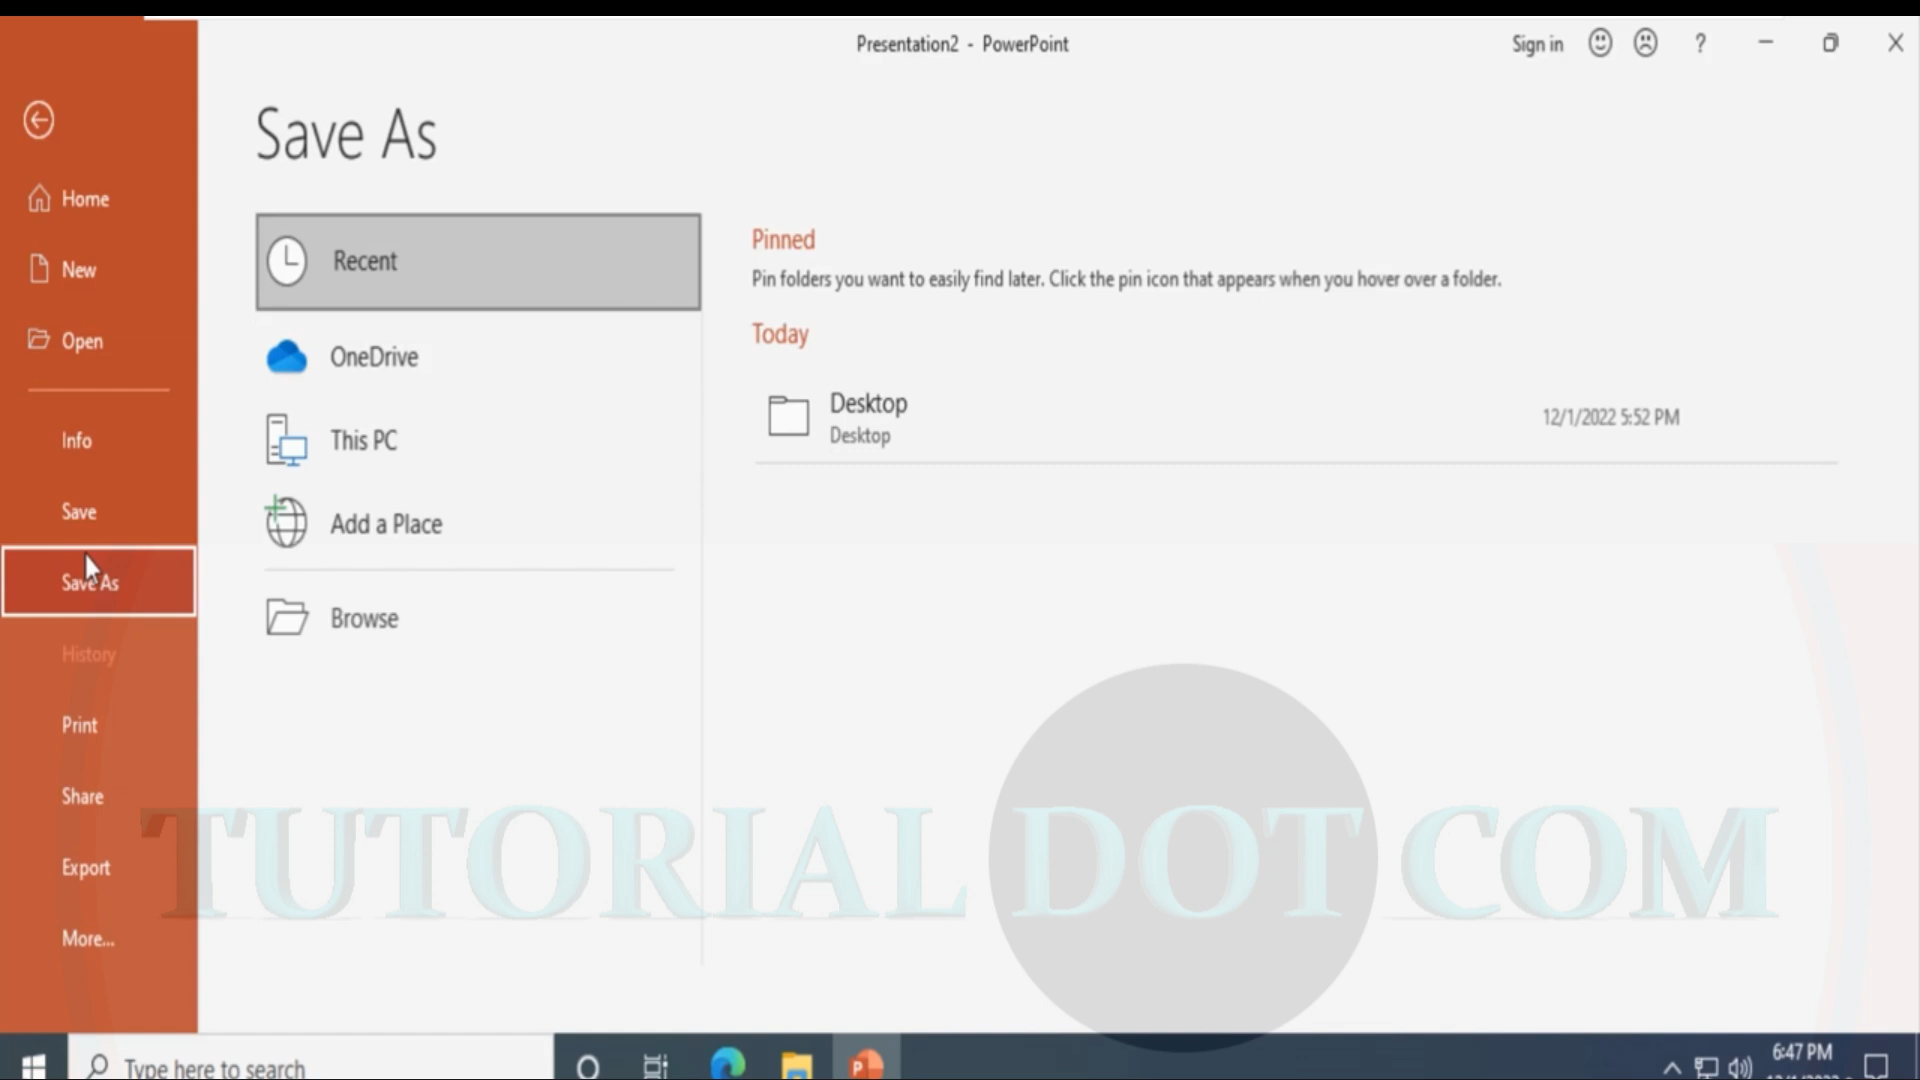 Presentation2 - PowerPoint
Sign in
?
Save As
Home
New
Open
Info
Save
Save As
History
Print
Share
Export
More...
Recent
OneDrive
This PC
Add a Place
Browse
Pinned
Pin folders you want to easily find later. Click the pin icon that appears when you hover over a folder.
Today
Desktop
Desktop
12/1/2022 5:52 PM
TUTORIAL DOT COM
Type here to search
6:47 PM